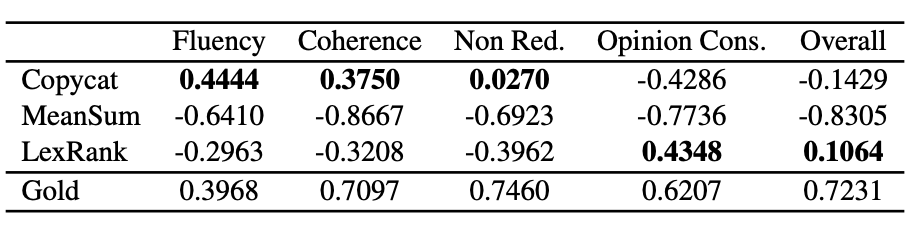 Fluency Coherence Non Red. Opinion Cons. Overall
Copycat 0.4444 0.3750 0.0270 -0.4286 -0.1429
MeanSum -0.6410 -0.8667 -0.6923 -0.7736 -0.8305
LexRank -0.2963 -0.3208 -0.3962 0.4348 0.1064
Gold 0.3968 0.7097 0.7460 0.6207 0.7231